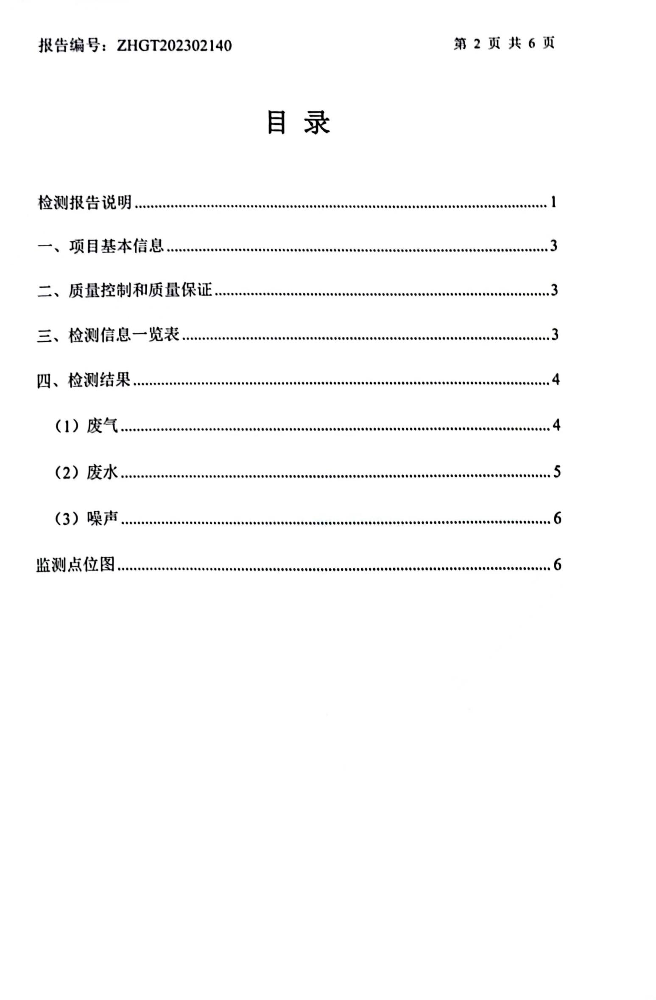 报告编号：ZHGT202302140 第 2 页 共 6 页
目 录
检测报告说明........................................1
一、项目基本信息........................................3
二、质量控制和质量保证........................................3
三、检测信息一览表........................................3
四、检测结果........................................4
（1）废气........................................4
（2）废水........................................5
（3）噪声........................................6
监测点位图........................................6